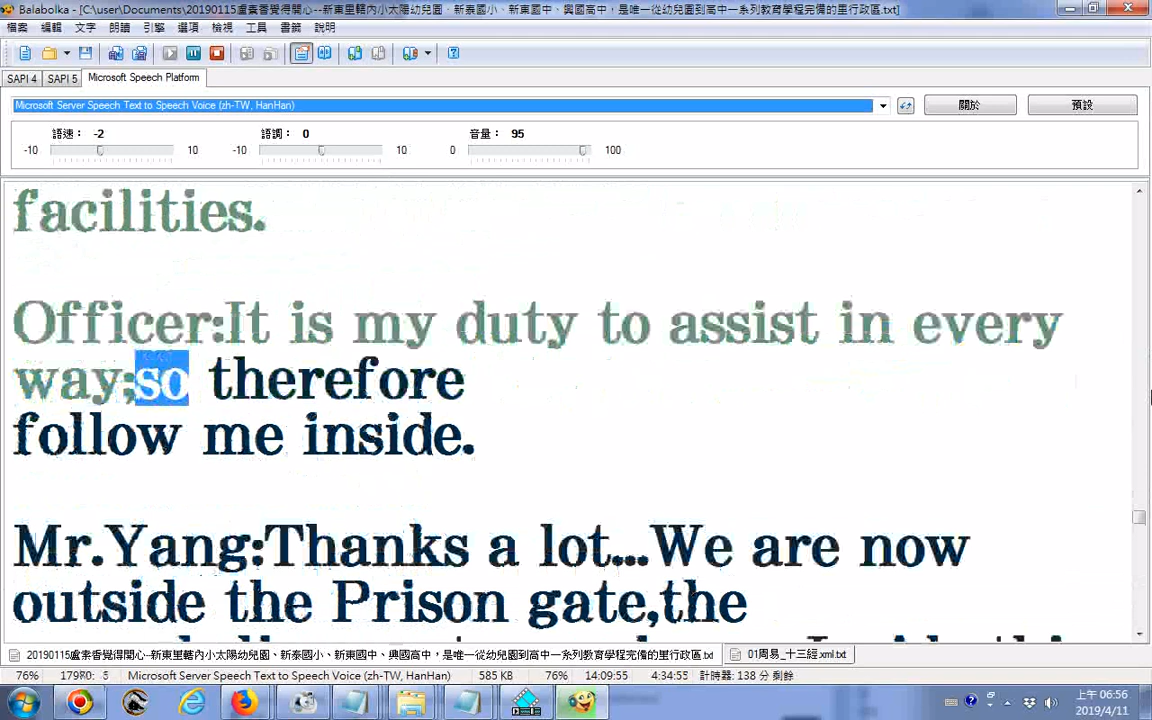 Balabolka - [C:\user\Documents\20190115盧素香覺得開心--新東里轄內小太陽幼兒園、新泰國小、新東國中、興國高中，是唯一從幼兒園到高中一系列教育學程完備的里行政區.txt]
檔案 編輯 文字 朗讀 引擎 選項 檢視 工具 書籤 說明
SAPI 4 SAPI 5 Microsoft Speech Platform
Microsoft Server Speech Text to Speech Voice (zh-TW, HanHan) 關於 預設
語速： -2 語調： 0 音量： 95
-10 10 -10 10 0 100
facilities.
Officer:It is my duty to assist in every
way;so therefore
follow me inside.
Mr.Yang:Thanks a lot...We are now
outside the Prison gate,the
20190115盧素香覺得開心--新東里轄內小太陽幼兒園、新泰國小、新東國中、興國高中，是唯一從幼兒園到高中一系列教育學程完備的里行政區.txt 01周易_十三經.xml.txt
76% Microsoft Server Speech Text to Speech Voice (zh-TW, HanHan) 585 KB 76% 14:09:55 4:34:55 計時器：138 分 剩餘
上午 06:56
2019/4/11